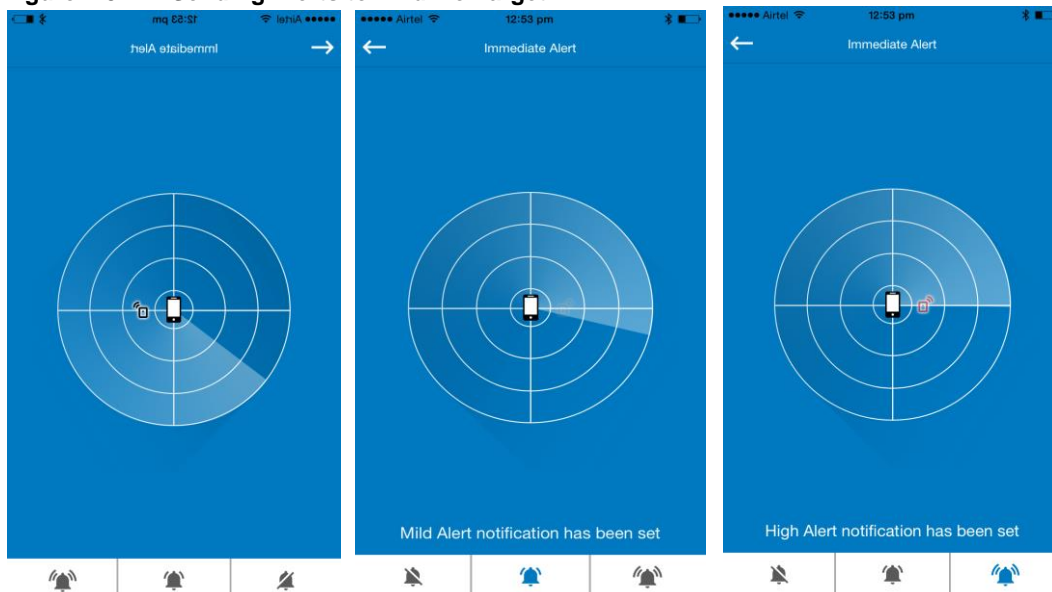 Airtel 12:53 pm
Immediate Alert
Airtel 12:53 pm
Immediate Alert
Mild Alert notification has been set
Airtel 12:53 pm
Immediate Alert
High Alert notification has been set